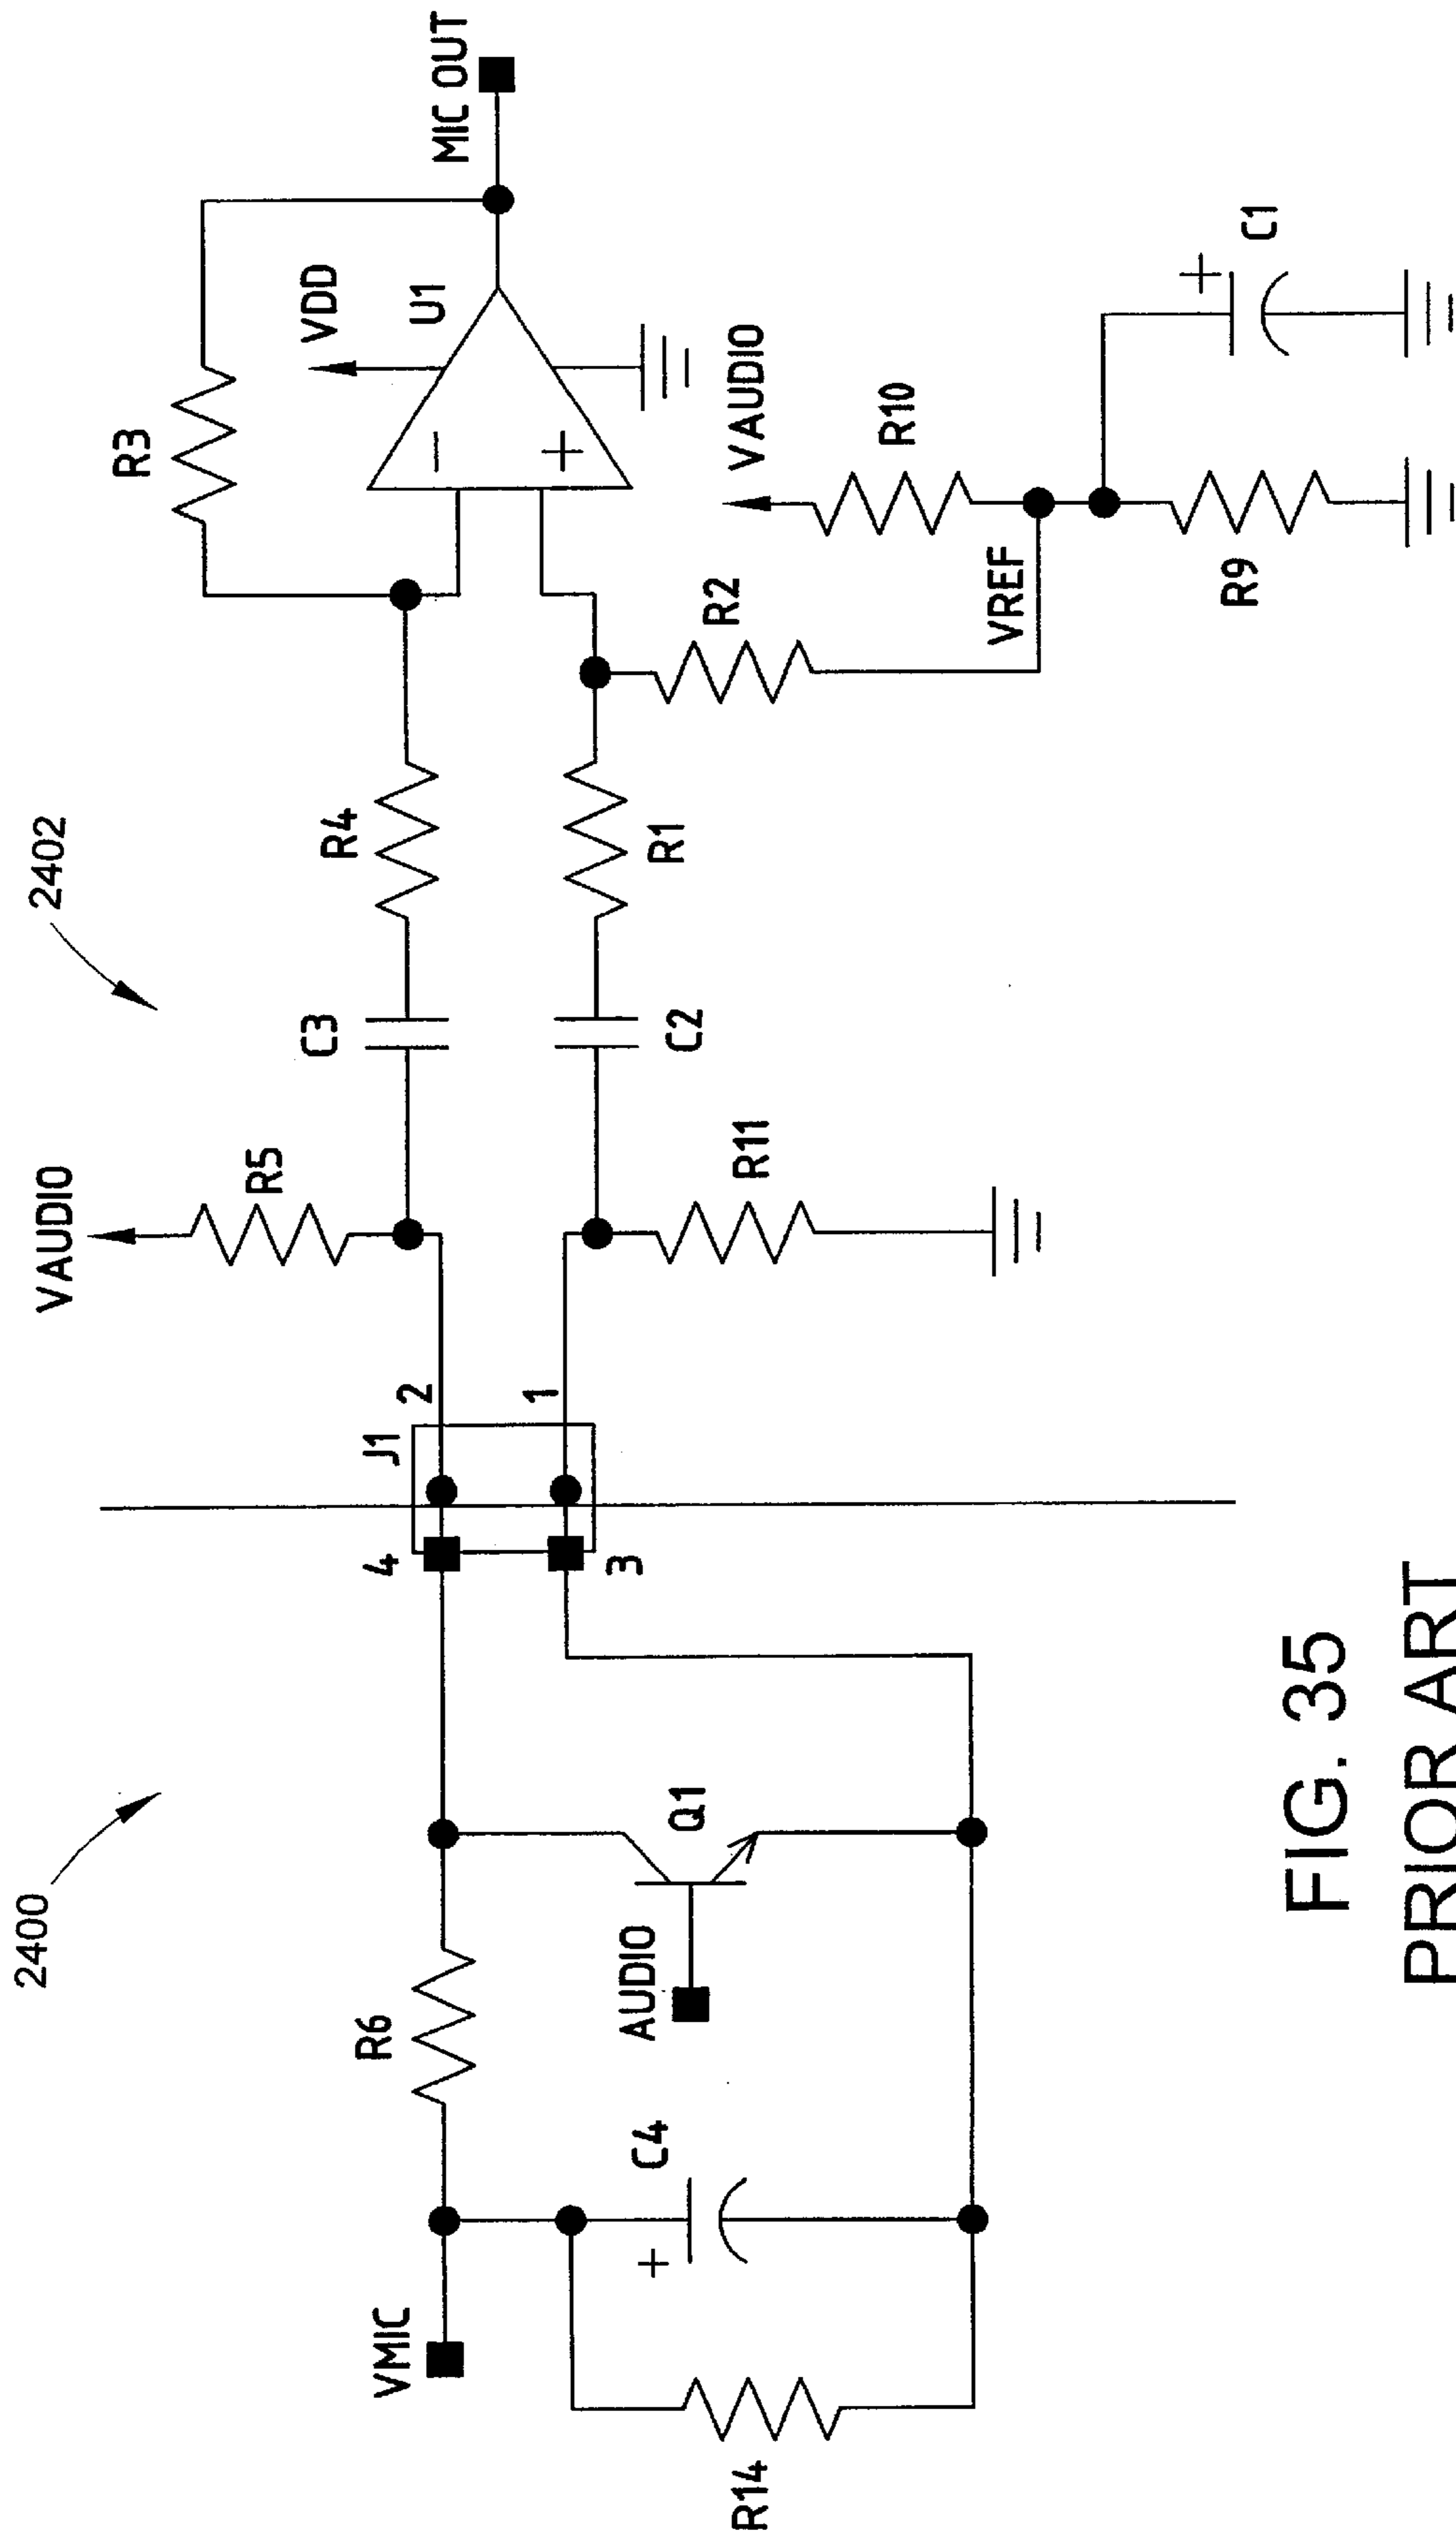 2400
2402
VMIC
R14
C4
+
R6
AUDIO
Q1
4
3
J1
2
1
VAUDIO
R5
R11
C3
C2
R4
R1
R2
R3
−
+
U1
VDD
MIC OUT
VAUDIO
R10
VREF
R9
+
C1
FIG. 35
PRIOR ART